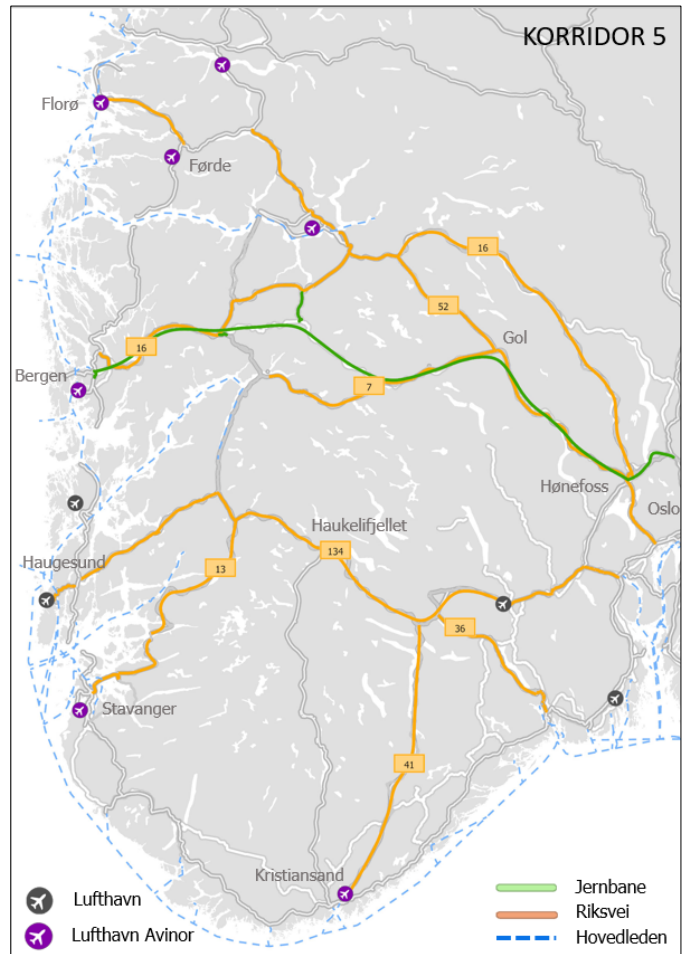 KORRIDOR 5
Florø
Førde
16
52
Gol
16
7
Bergen
Hønefoss
Oslo
Haukelifjellet
Haugesund
134
13
36
Stavanger
41
Kristiansand
Lufthavn
Lufthavn Avinor
Jernbane
Riksvei
Hovedleden